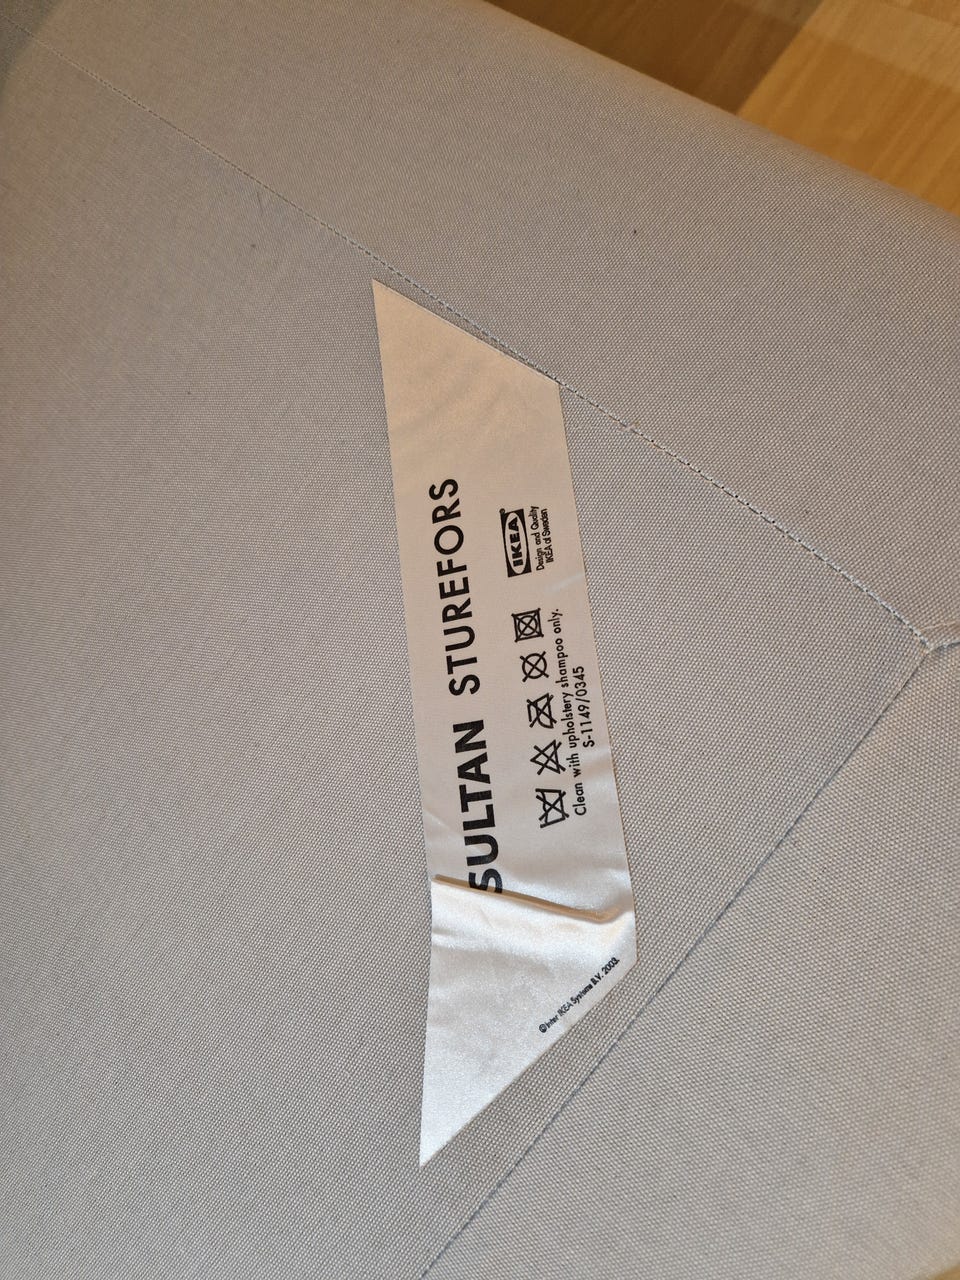 SULTAN STUREFORS
IKEA®
Design and Quality
IKEA of Sweden
Clean with upholstery shampoo only.
S-1149/0345
©Inter IKEA Systems B.V. 2003.